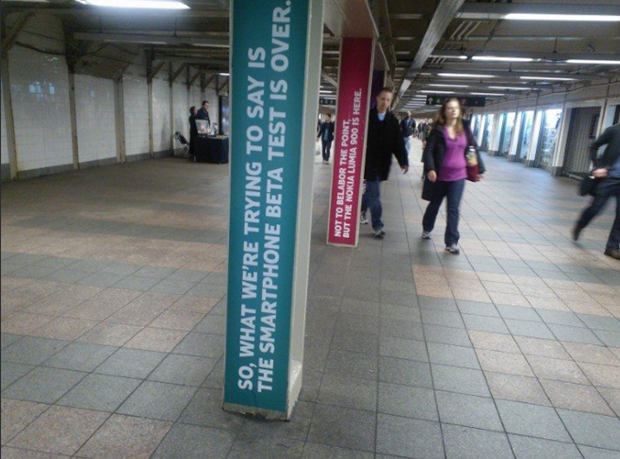 SO, WHAT WE'RE TRYING TO SAY IS
THE SMARTPHONE BETA TEST IS OVER.
NOT TO BELABOR THE POINT,
BUT THE NOKIA LUMIA 900 IS HERE.